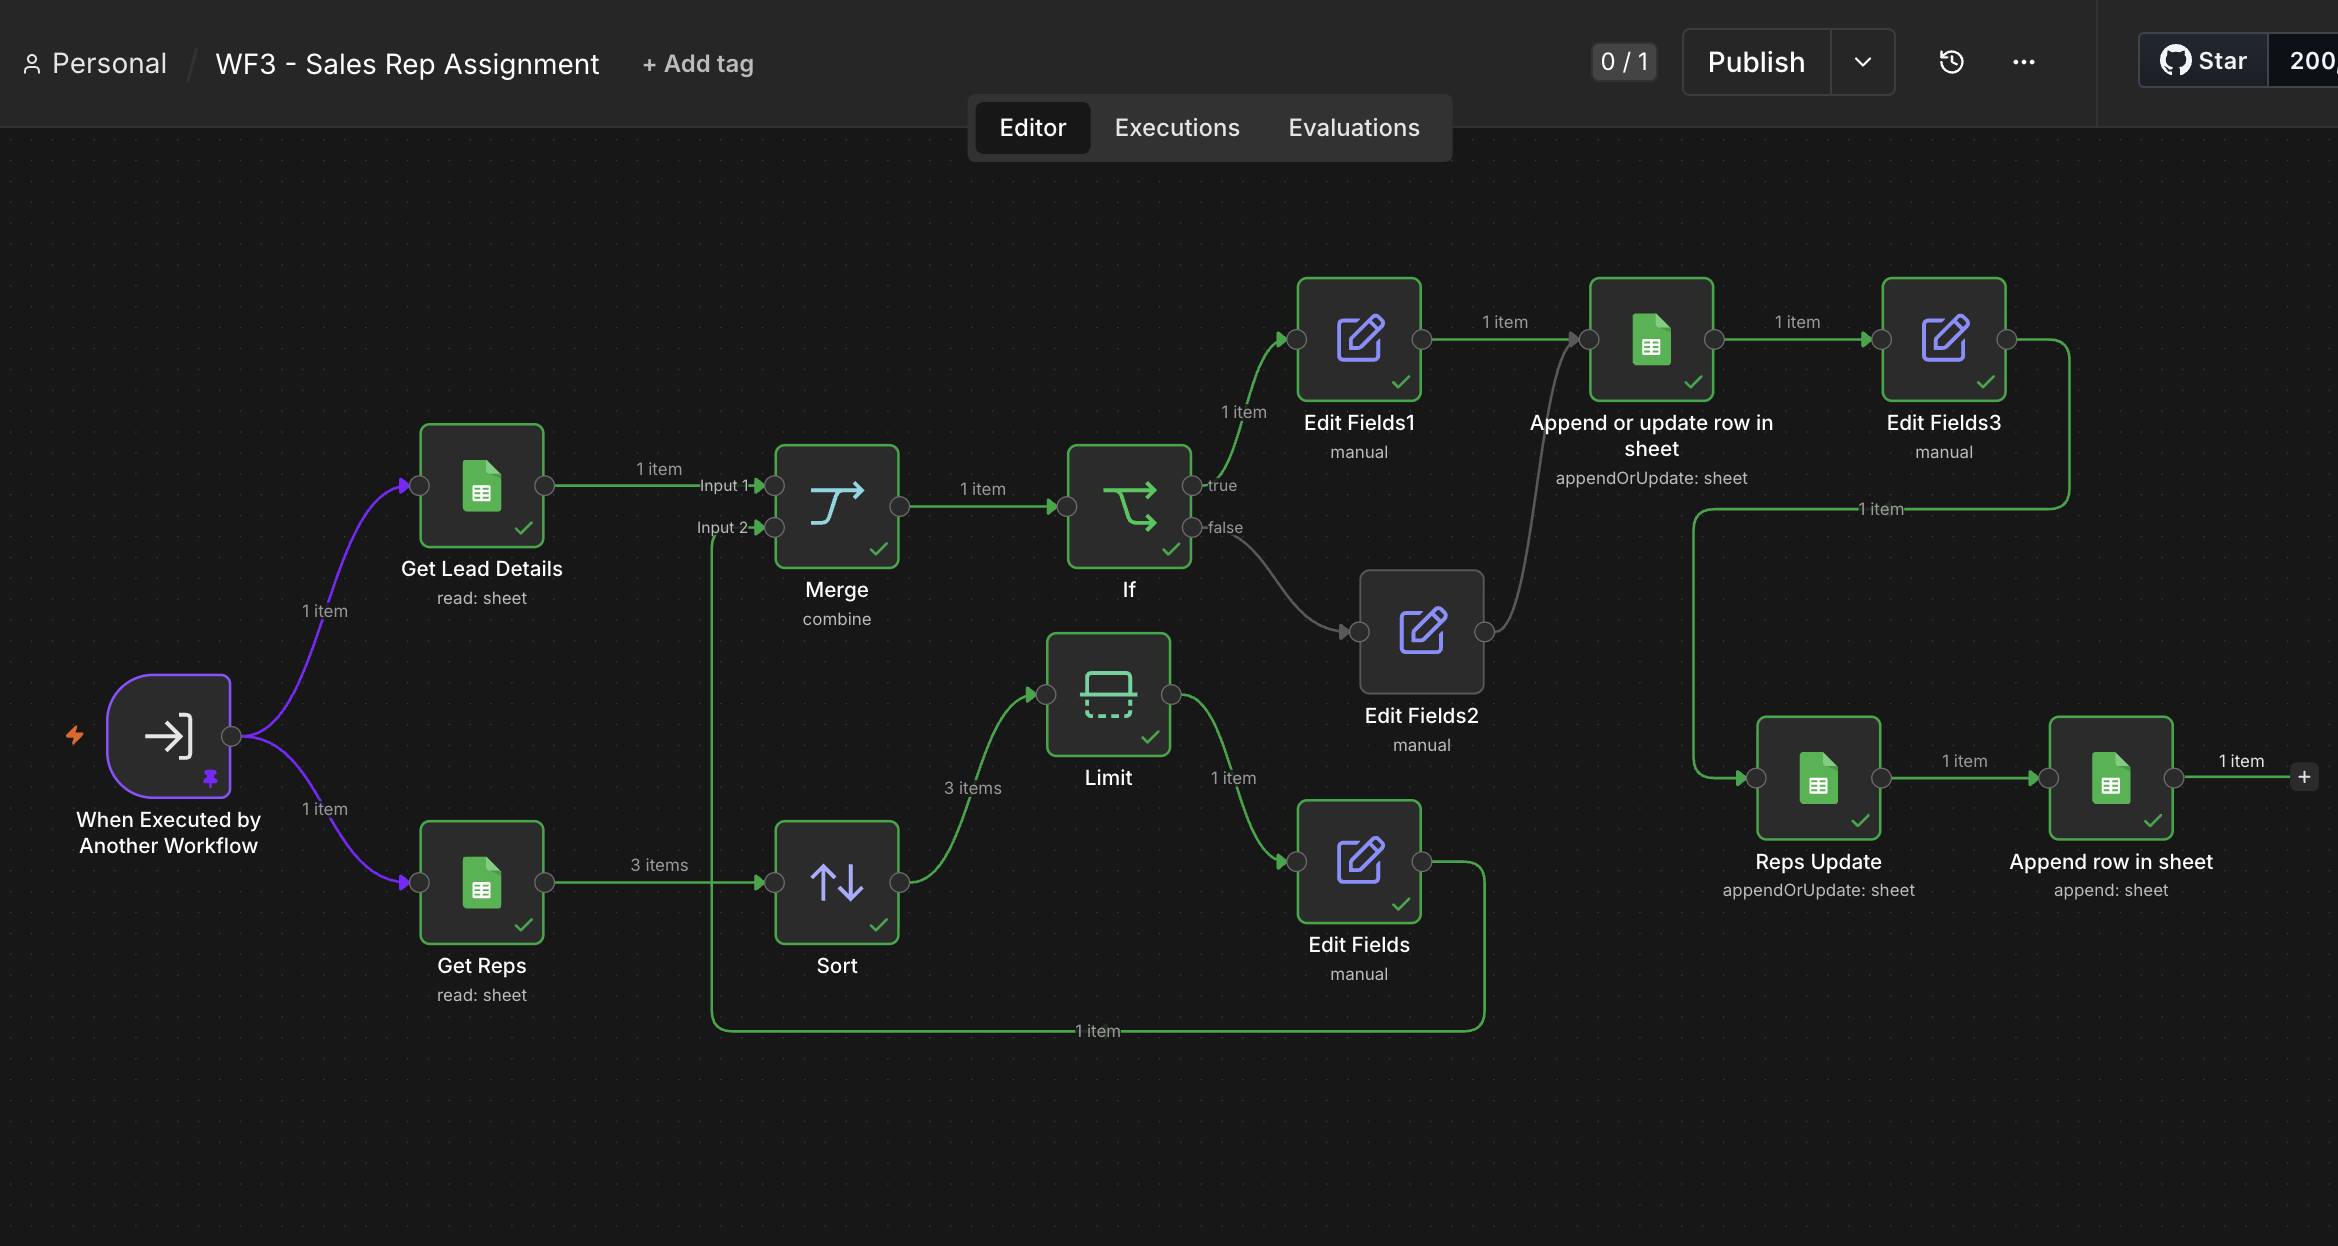 Personal / WF3 - Sales Rep Assignment + Add tag
0 / 1 Publish
Star 200,
Editor Executions Evaluations
1 item
1 item
Edit Fields1
manual
Append or update row in
sheet
appendOrUpdate: sheet
Edit Fields3
manual
1 item
1 item
Input 1
1 item
true
Input 2
false
1 item
Get Lead Details
read: sheet
Merge
combine
If
1 item
Edit Fields2
manual
Limit
3 items
1 item
When Executed by
Another Workflow
1 item
3 items
Get Reps
read: sheet
Sort
Edit Fields
manual
1 item
1 item
1 item
Reps Update
appendOrUpdate: sheet
Append row in sheet
append: sheet